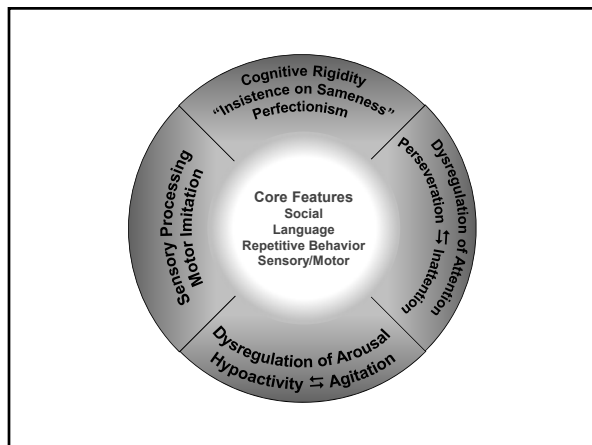 Cognitive Rigidity
“Insistence on Sameness”
Perfectionism
Dysregulation of Attention
Perseveration ⇅ Inattention
Sensory Processing
Motor Imitation
Core Features
Social
Language
Repetitive Behavior
Sensory/Motor
Dysregulation of Arousal
Hypoactivity ⇆ Agitation